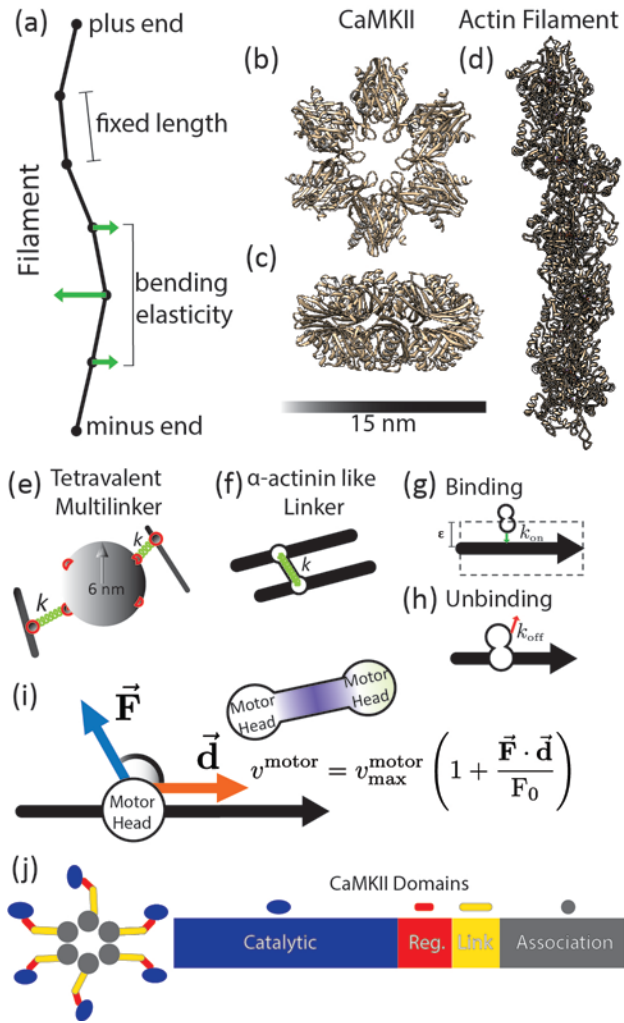 (a)
plus end
fixed length
Filament
bending
elasticity
minus end
CaMKII
(b)
(c)
15 nm
Actin Filament
(d)
(e)
Tetravalent
Multilinker
k
6 nm
k
(f)
α-actinin like
Linker
k
(g)
Binding
ε
k_on
(h)
Unbinding
k_off
(i)
F⃗
d⃗
Motor
Head
Motor
Head
Motor
Head
v^motor = v_max^motor (1 + F⃗ · d⃗ / F_0)
(j)
CaMKII Domains
Catalytic
Reg.
Link
Association